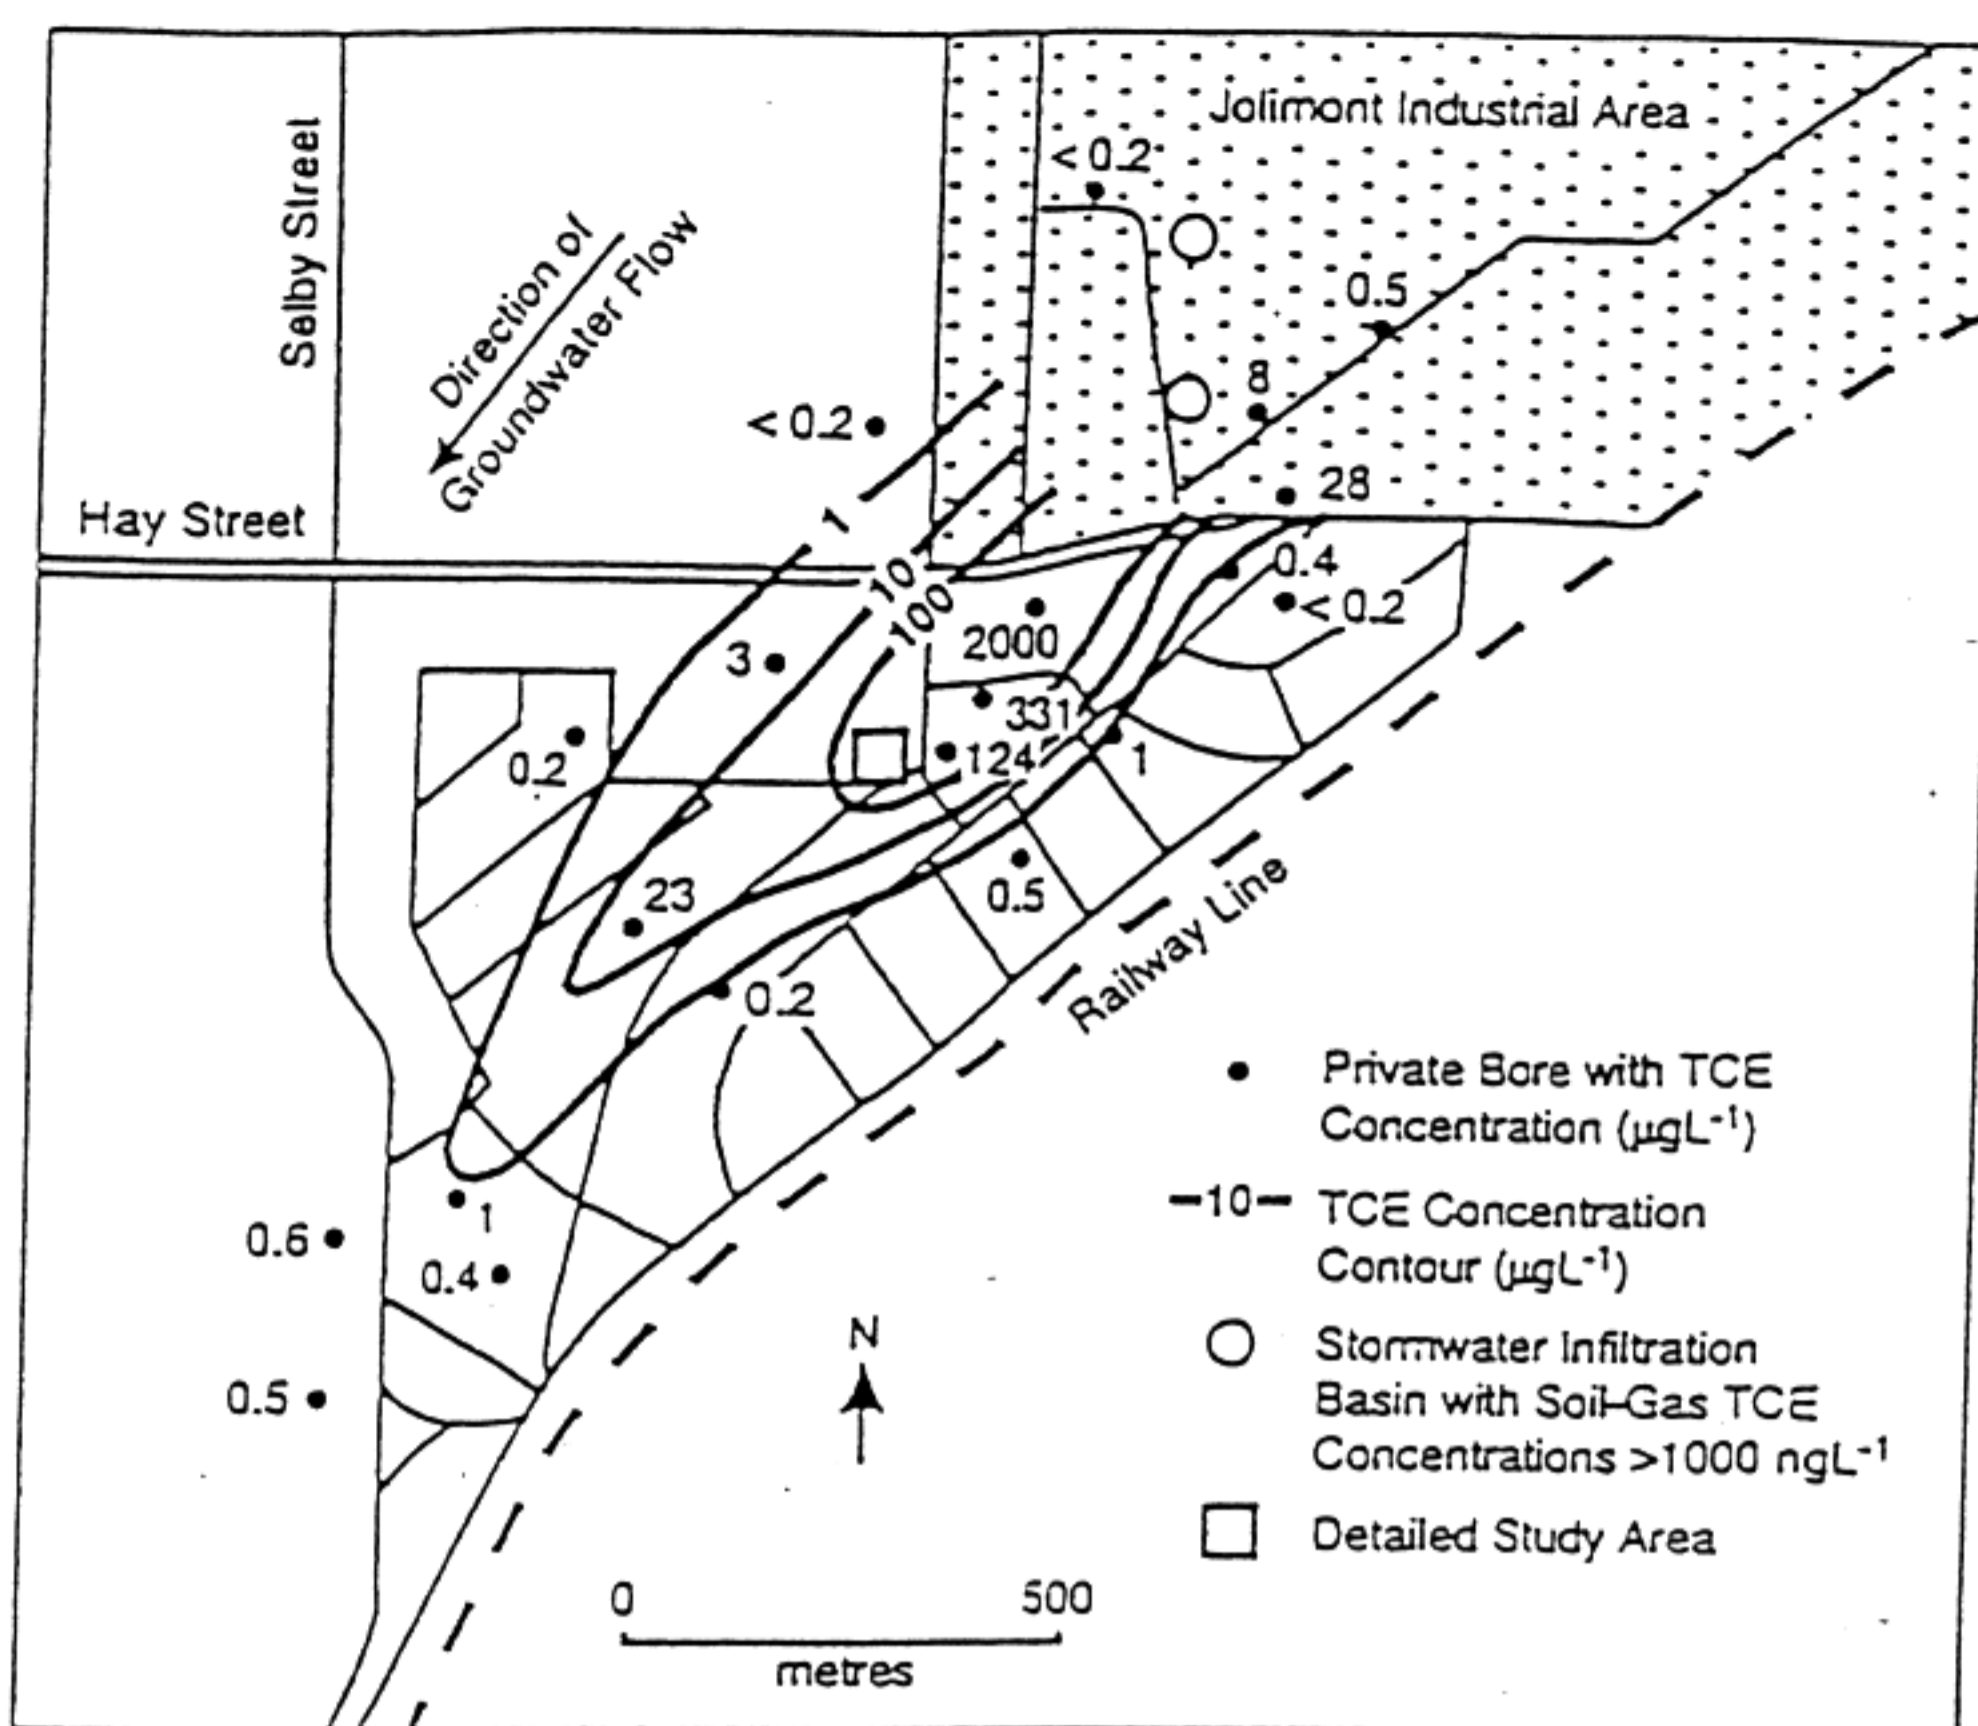 Jolimont Industrial Area
< 0.2
Selby Street
Direction of
Groundwater Flow
0.5
8
< 0.2
28
Hay Street
1
10
100
0.4
< 0.2
2000
3
331
0.2
124
1
23
0.5
Railway Line
0.2
1
0.6
0.4
0.5
N
Private Bore with TCE
Concentration (µgL⁻¹)
–10– TCE Concentration
Contour (µgL⁻¹)
Stormwater Infiltration
Basin with Soil-Gas TCE
Concentrations >1000 ngL⁻¹
Detailed Study Area
0 500
metres